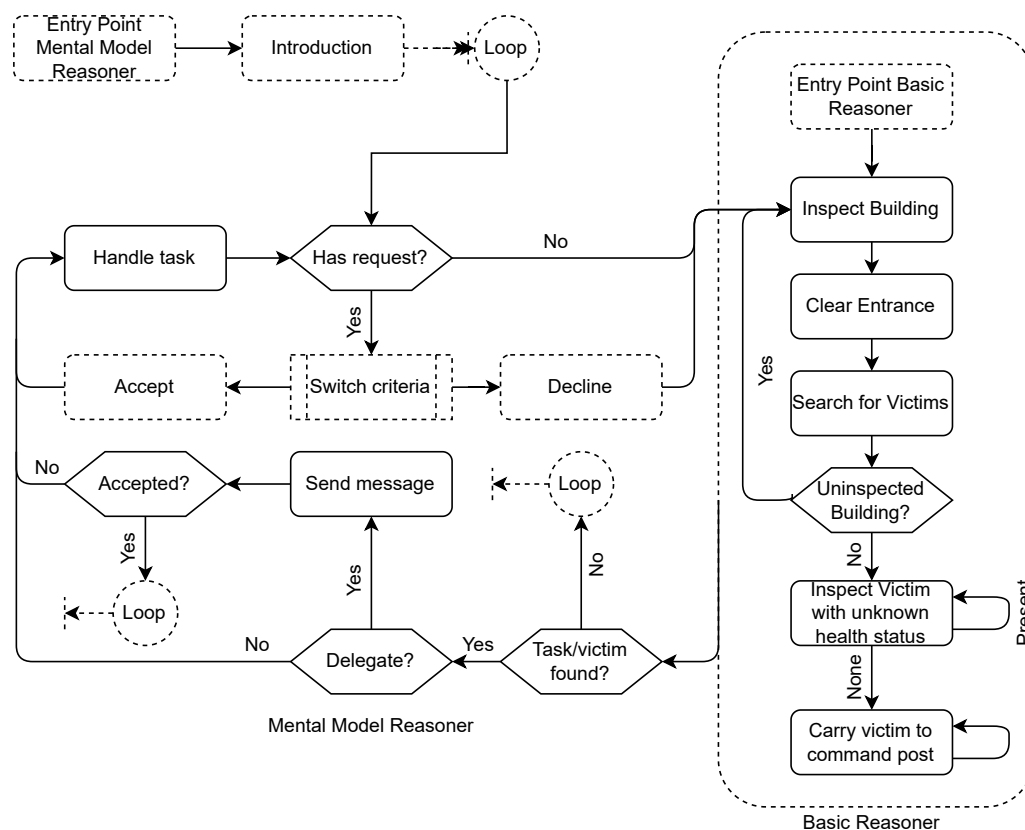 Entry Point
Mental Model
Reasoner
Introduction
Loop
Entry Point Basic
Reasoner
Inspect Building
Handle task
Has request?
No
Yes
Clear Entrance
Accept
Switch criteria
Decline
Yes
Search for Victims
No
Accepted?
Send message
Loop
Uninspected
Building?
Yes
Loop
Yes
No
No
Inspect Victim
with unknown
health status
Present
No
Delegate?
Yes
Task/victim
found?
None
Mental Model Reasoner
Carry victim to
command post
Basic Reasoner